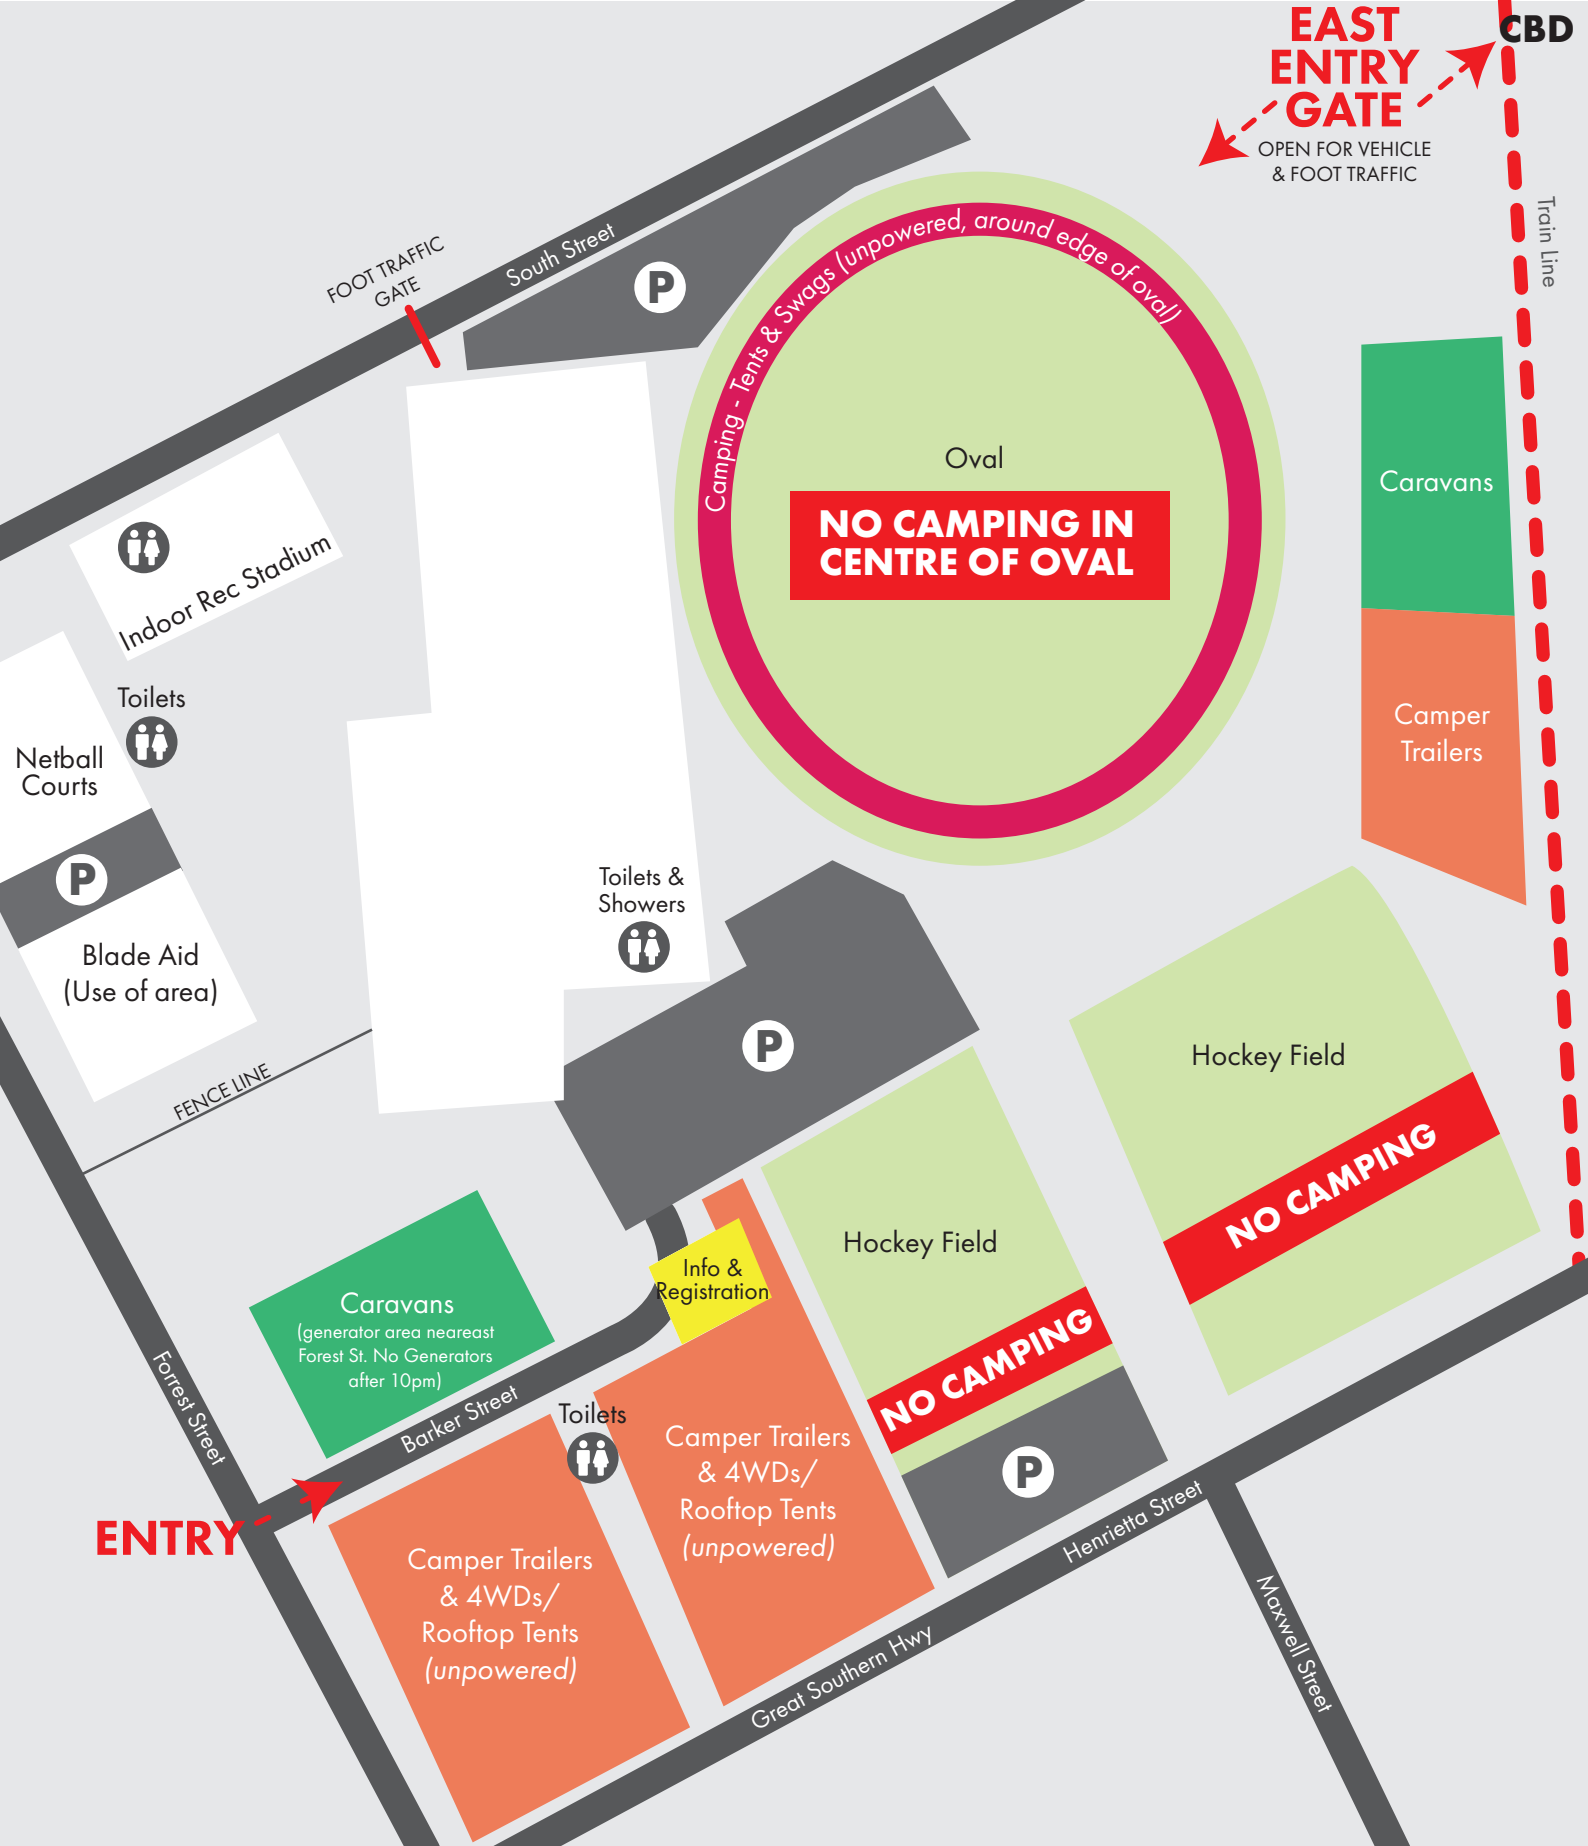 EAST
ENTRY
GATE
OPEN FOR VEHICLE
& FOOT TRAFFIC
CBD
Train Line
FOOT TRAFFIC
GATE
South Street
P
Camping - Tents & Swags (unpowered, around edge of oval)
Oval
NO CAMPING IN
CENTRE OF OVAL
Caravans
Camper
Trailers
Indoor Rec Stadium
Toilets
Netball
Courts
P
Blade Aid
(Use of area)
Toilets &
Showers
P
FENCE LINE
Hockey Field
NO CAMPING
Hockey Field
NO CAMPING
P
Info &
Registration
Caravans
(generator area neareast
Forest St. No Generators
after 10pm)
Forrest Street
Barker Street
Toilets
ENTRY
Camper Trailers
& 4WDs/
Rooftop Tents
(unpowered)
Camper Trailers
& 4WDs/
Rooftop Tents
(unpowered)
Great Southern Hwy
Henrietta Street
Maxwell Street